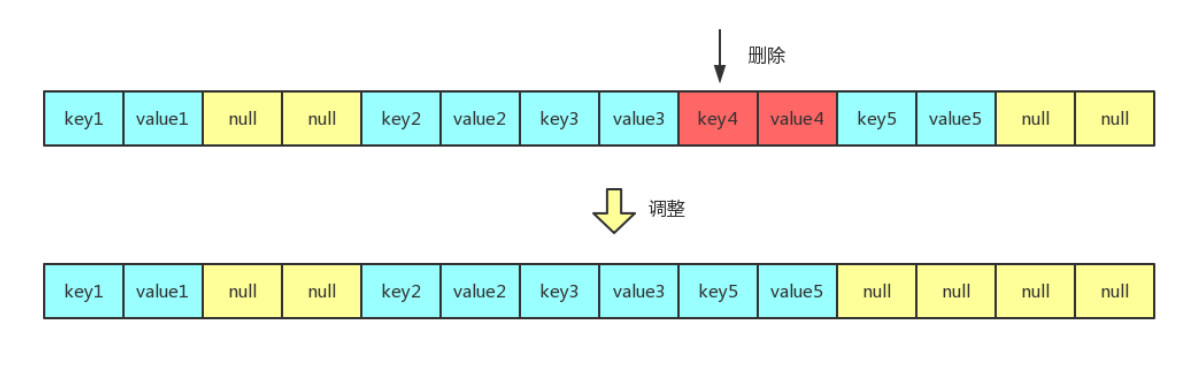 删除
key1 value1 null null key2 value2 key3 value3 key4 value4 key5 value5 null null
调整
key1 value1 null null key2 value2 key3 value3 key5 value5 null null null null